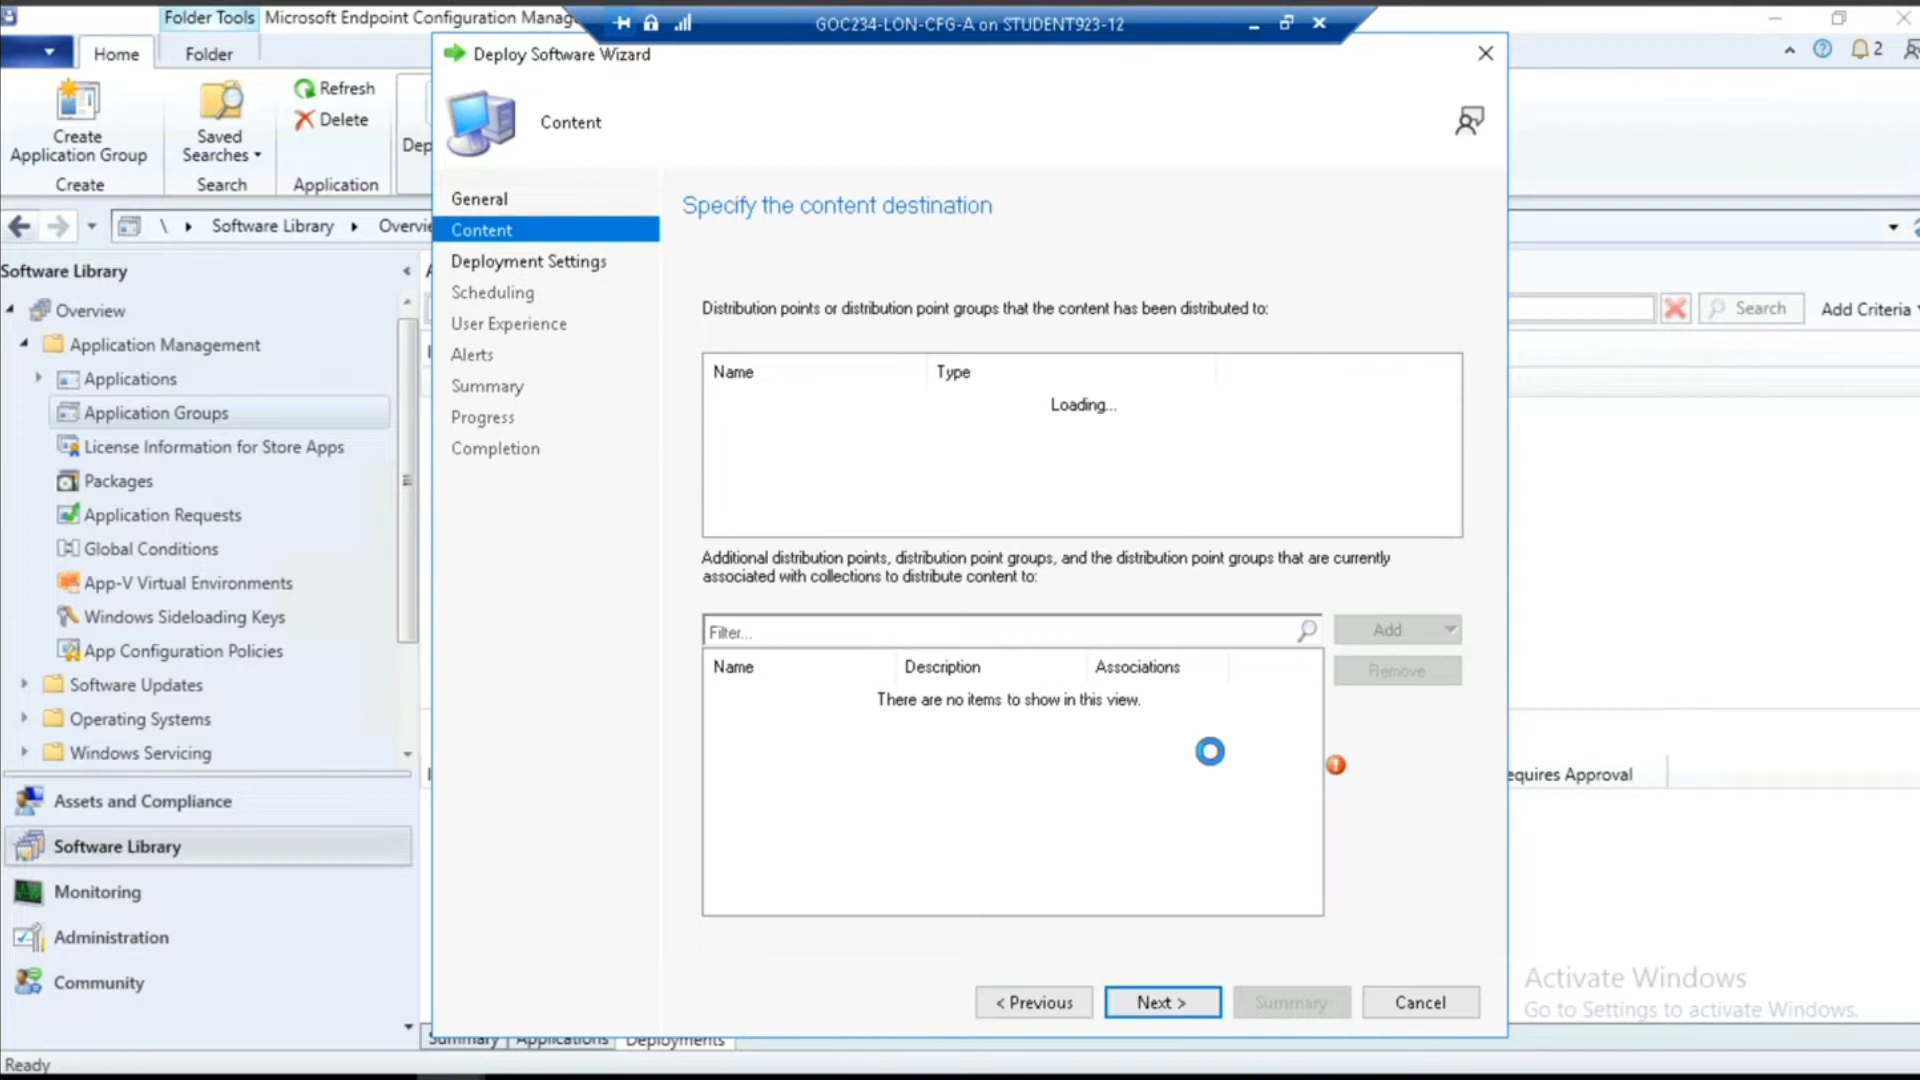 Folder Tools
Microsoft Endpoint Configuration Manag
GOC234-LON-CFG-A on STUDENT923-12
Home
Folder
2
Create
Application Group
Create
Saved
Searches
Search
Refresh
Delete
Application
Dep
\
Software Library
Overvie
Software Library
Overview
Application Management
Applications
Application Groups
License Information for Store Apps
Packages
Application Requests
Global Conditions
App-V Virtual Environments
Windows Sideloading Keys
App Configuration Policies
Software Updates
Operating Systems
Windows Servicing
Assets and Compliance
Software Library
Monitoring
Administration
Community
Ready
Deploy Software Wizard
Content
General
Content
Deployment Settings
Scheduling
User Experience
Alerts
Summary
Progress
Completion
Specify the content destination
Distribution points or distribution point groups that the content has been distributed to:
Name Type
Loading...
Additional distribution points, distribution point groups, and the distribution point groups that are currently
associated with collections to distribute content to:
Filter...
Add
Remove
Name Description Associations
There are no items to show in this view.
< Previous
Next >
Summary
Cancel
Search
Add Criteria
equires Approval
Activate Windows
Go to Settings to activate Windows.
Summary Applications Deployments